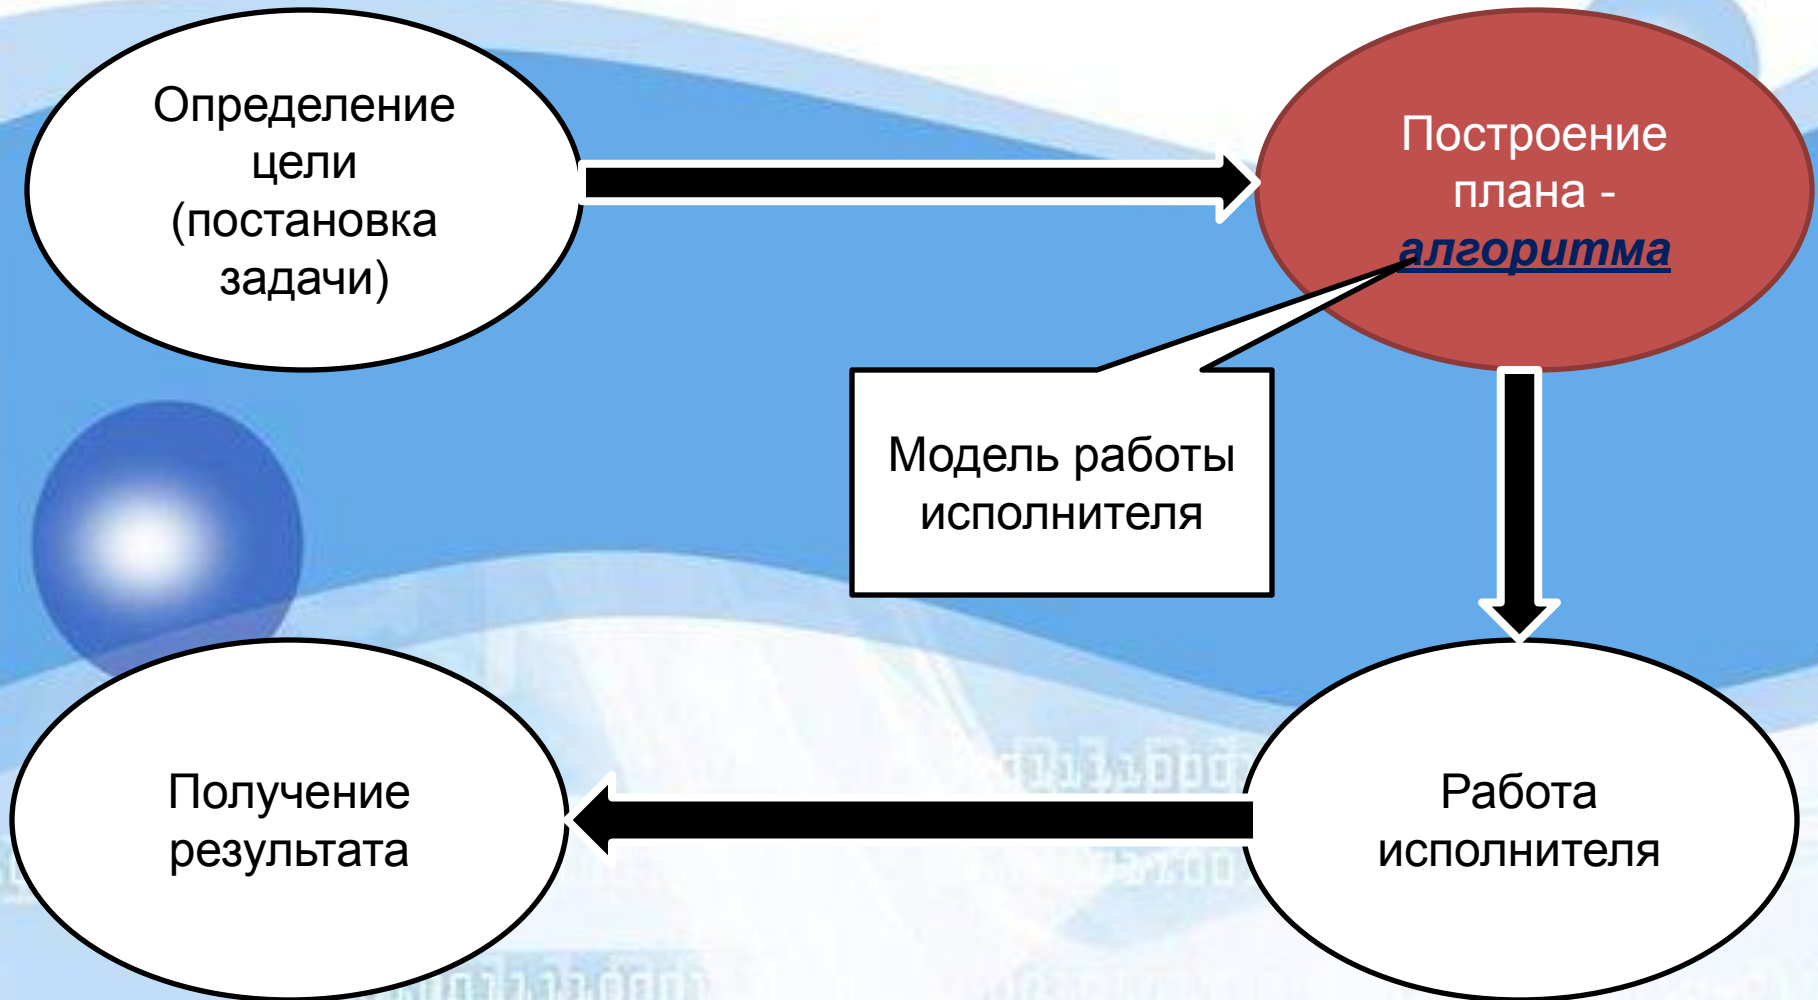 Определение
цели
(постановка
задачи)
Построение
плана -
алгоритма
Модель работы
исполнителя
Получение
результата
Работа
исполнителя